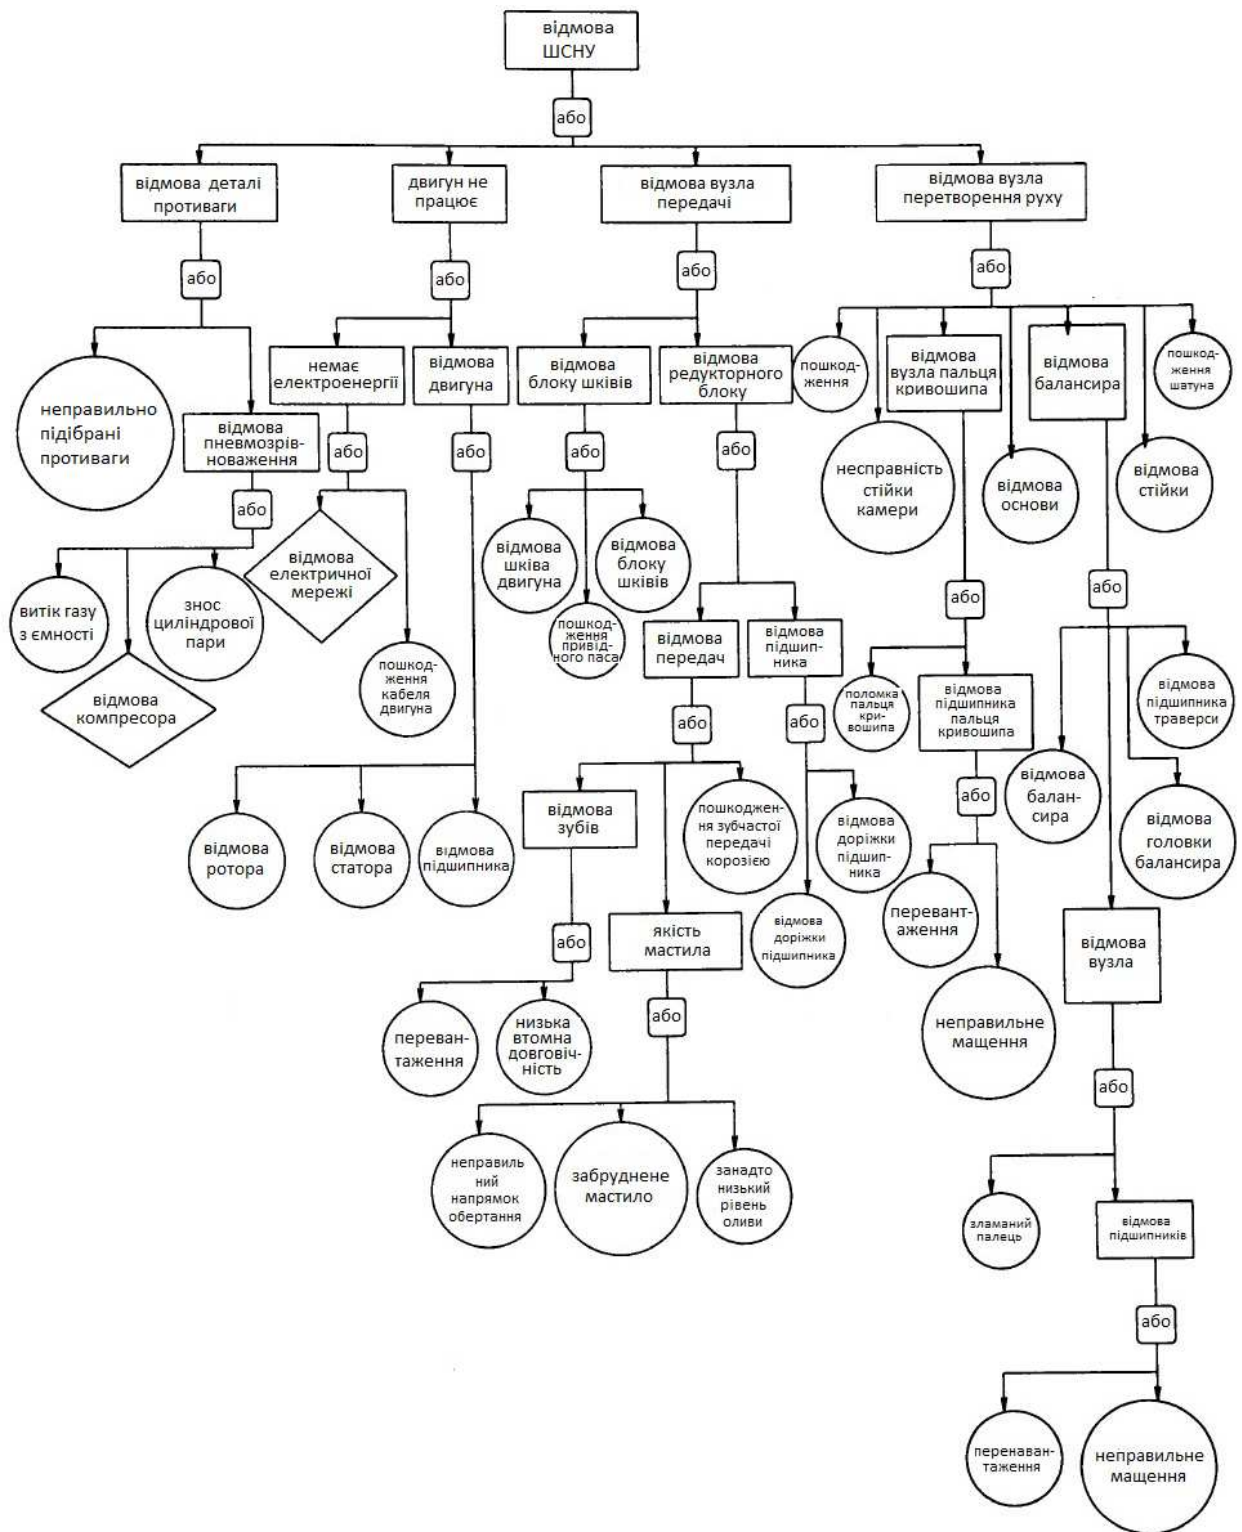 відмова
ШСНУ
або
відмова деталі
противаги
двигун не
працює
відмова вузла
передачі
відмова вузла
перетворення руху
або
або
або
або
неправильно
підібрані
противаги
відмова
пневмозрів-
новаження
немає
електроенергії
відмова
двигуна
відмова
блоку шківів
відмова
редукторного
блоку
пошкод-
ження
відмова
вузла пальця
кривошипа
відмова
балансира
пошкод-
ження
шатуна
або
або
або
або
або
або
або
несправність
стійки
камери
відмова
основи
відмова
стійки
витік газу
з ємності
відмова
компресора
знос
циліндрової
пари
відмова
електричної
мережі
пошкод-
ження
кабеля
двигуна
відмова
шківа
двигуна
пошкод-
ження
привід-
ного паса
відмова
блоку
шківів
або
або
відмова
передач
відмова
підшип-
ника
поломка
пальця
кри-
вошипа
відмова
підшипника
пальця
кривошипа
відмова
підшипника
траверси
або
або
або
відмова
балан-
сира
відмова
головки
балансира
відмова
ротора
відмова
статора
відмова
підшипника
відмова
зубів
пошкоджен-
ня зубчастої
передачі
корозією
відмова
доріжки
підшип-
ника
або
якість
мастила
відмова
доріжки
підшипника
перевант-
аження
неправильне
мащення
відмова
вузла
або
або
переван-
таження
низька
втомна
довговіч-
ність
неправиль
ний
напрямок
обертання
забруднене
мастило
занадто
низький
рівень
оливи
зламаний
палець
відмова
підшипників
або
перенаван-
таження
неправильне
мащення